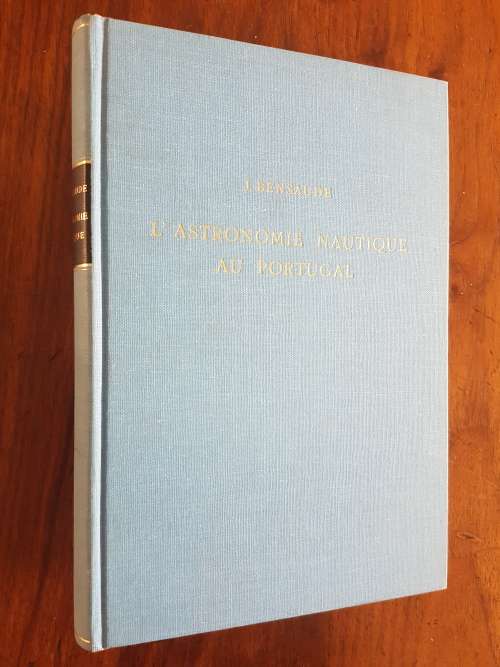 J. BENSAUDE
L'ASTRONOMIE NAUTIQUE
AU PORTUGAL